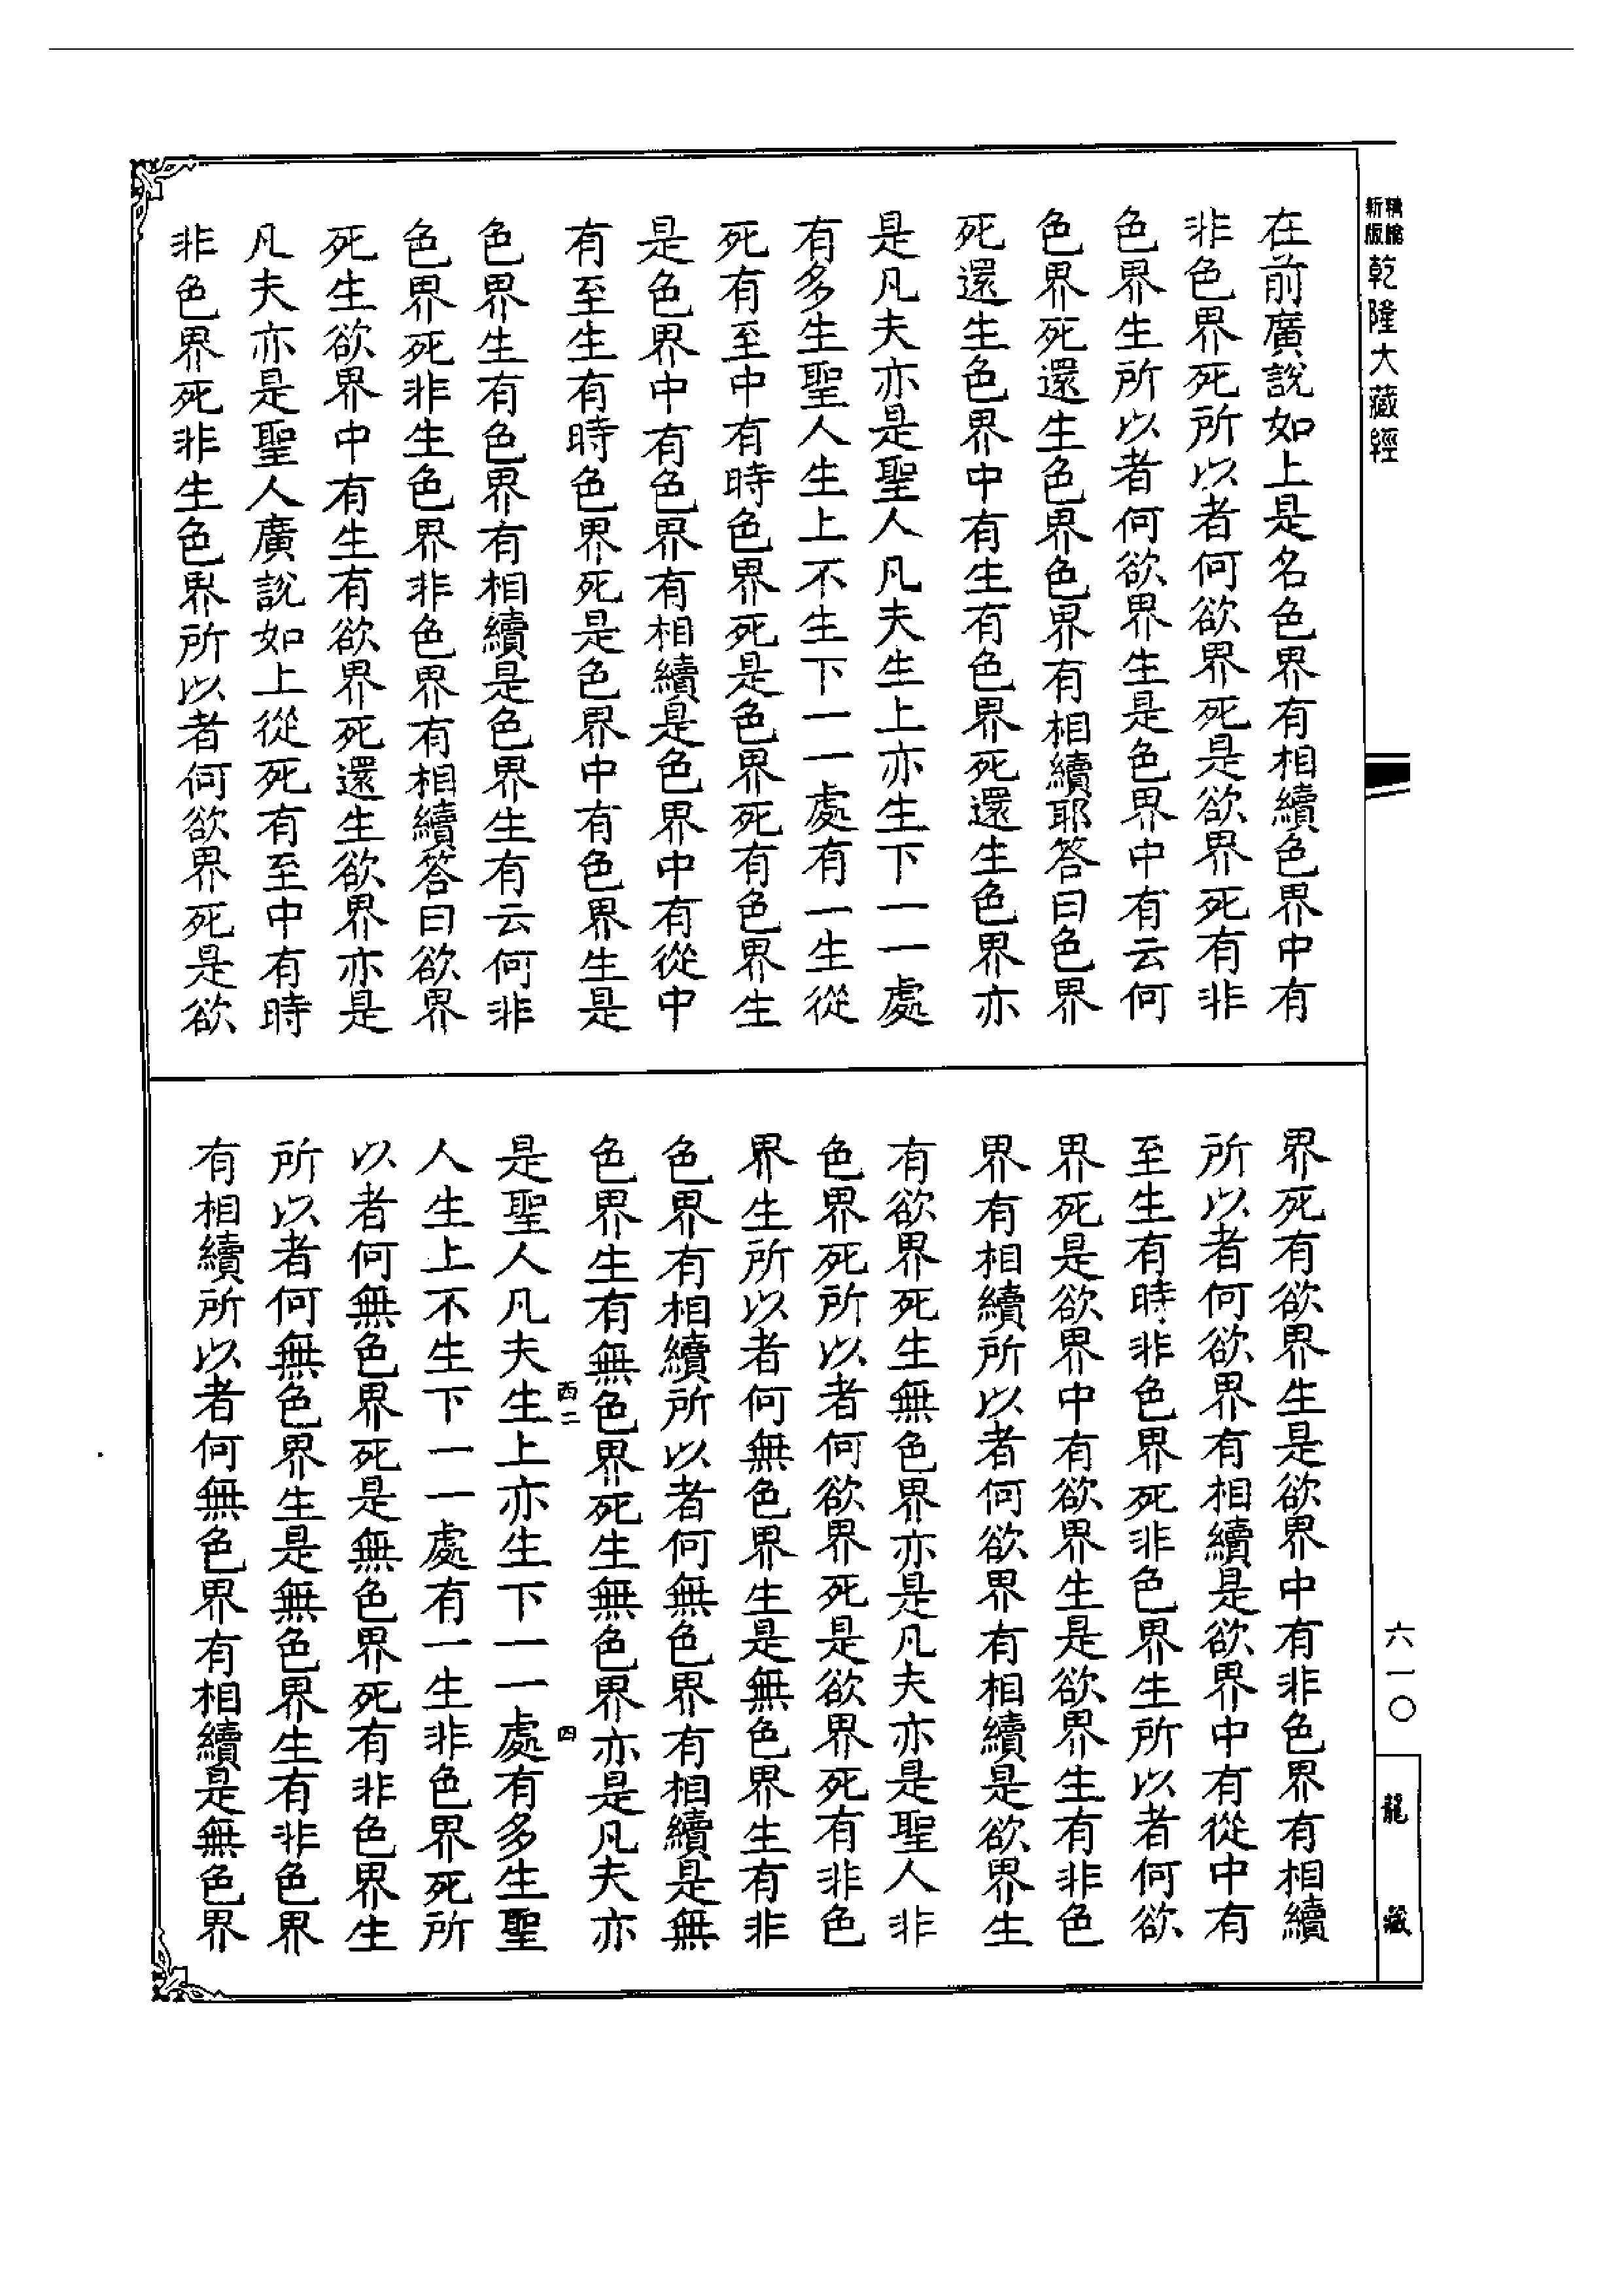 精繪
新版
乾隆大藏經
在前廣說如上是名色界有相續色界中有
非色界死所以者何欲界死是欲界死有非
色界生所以者何欲界生是色界中有云何
色界死還生色界色界有相續耶答曰色界
死還生色界中有生有色界死還生色界亦
是凡夫亦是聖人凡夫生上亦生下一一處
有多生聖人生上不生下一一處有一生從
死有至中有時色界死是色界死有色界生
是色界中有色界有相續是色界中有從中
有至生有時色界死是色界中有色界生是
色界生有色界有相續是色界生有云何非
色界死非生色界非色界有相續答曰欲界
死生欲界中有生有欲界死還生欲界亦是
凡夫亦是聖人廣說如上從死有至中有時
非色界死非生色界所以者何欲界死是欲
界死有欲界生是欲界中有非色界有相續
所以者何欲界有相續是欲界中有從中有
至生有時非色界死非色界生所以者何欲
界死是欲界中有欲界生是欲界生有非色
界有相續所以者何欲界有相續是欲界生
有欲界死生無色界亦是凡夫亦是聖人非
色界死所以者何欲界死是欲界死有非色
界生所以者何無色界生是無色界生有非
色界有相續所以者何無色界有相續是無
色界生有無色界死生無色界亦是凡夫亦
西二
四
是聖人凡夫生上亦生下一一處有多生聖
人生上不生下一一處有一生非色界死所
以者何無色界死是無色界死有非色界生
所以者何無色界生是無色界生有非色界
有相續所以者何無色界有相續是無色界
六一〇
龍藏